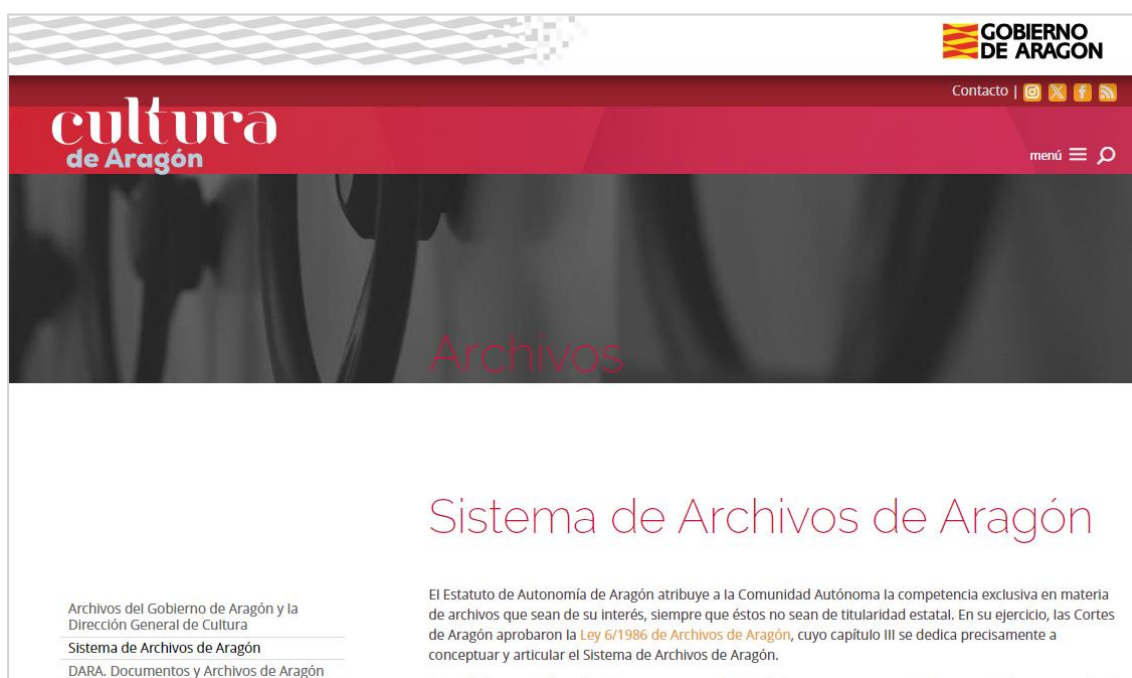 GOBIERNO
DE ARAGON
Contacto |
cultura
de Aragón
menú
Archivos
Sistema de Archivos de Aragón
Archivos del Gobierno de Aragón y la
Dirección General de Cultura
Sistema de Archivos de Aragón
DARA. Documentos y Archivos de Aragón
El Estatuto de Autonomía de Aragón atribuye a la Comunidad Autónoma la competencia exclusiva en materia
de archivos que sean de su interés, siempre que éstos no sean de titularidad estatal. En su ejercicio, las Cortes
de Aragón aprobaron la Ley 6/1986 de Archivos de Aragón, cuyo capítulo III se dedica precisamente a
conceptuar y articular el Sistema de Archivos de Aragón.